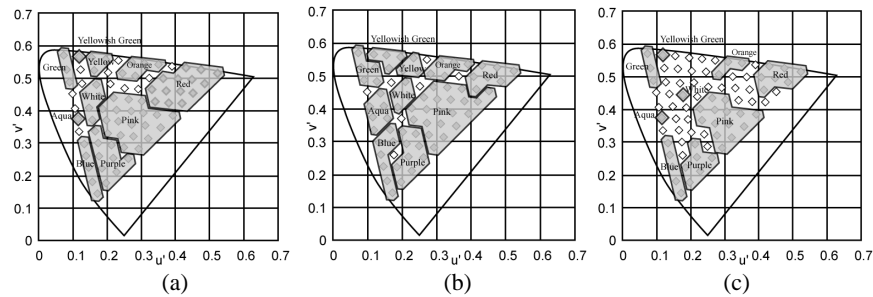 0.7
0.6
0.5
0.4
0.3
0.2
0.1
0
v'
Yellowish Green
Green
Yellow
Orange
Red
White
Aqua
Pink
Blue
Purple
0 0.1 0.2 0.3 0.4 0.5 0.6 0.7
u'
(a)
0.7
0.6
0.5
0.4
0.3
0.2
0.1
0
v'
Yellowish Green
Green
Yellow
Orange
Red
White
Aqua
Pink
Blue
Purple
0 0.1 0.2 0.3 0.4 0.5 0.6 0.7
u'
(b)
0.7
0.6
0.5
0.4
0.3
0.2
0.1
0
v'
Yellowish Green
Orange
Green
Red
White
Aqua
Pink
Blue
Purple
0 0.1 0.2 0.3 0.4 0.5 0.6 0.7
u'
(c)